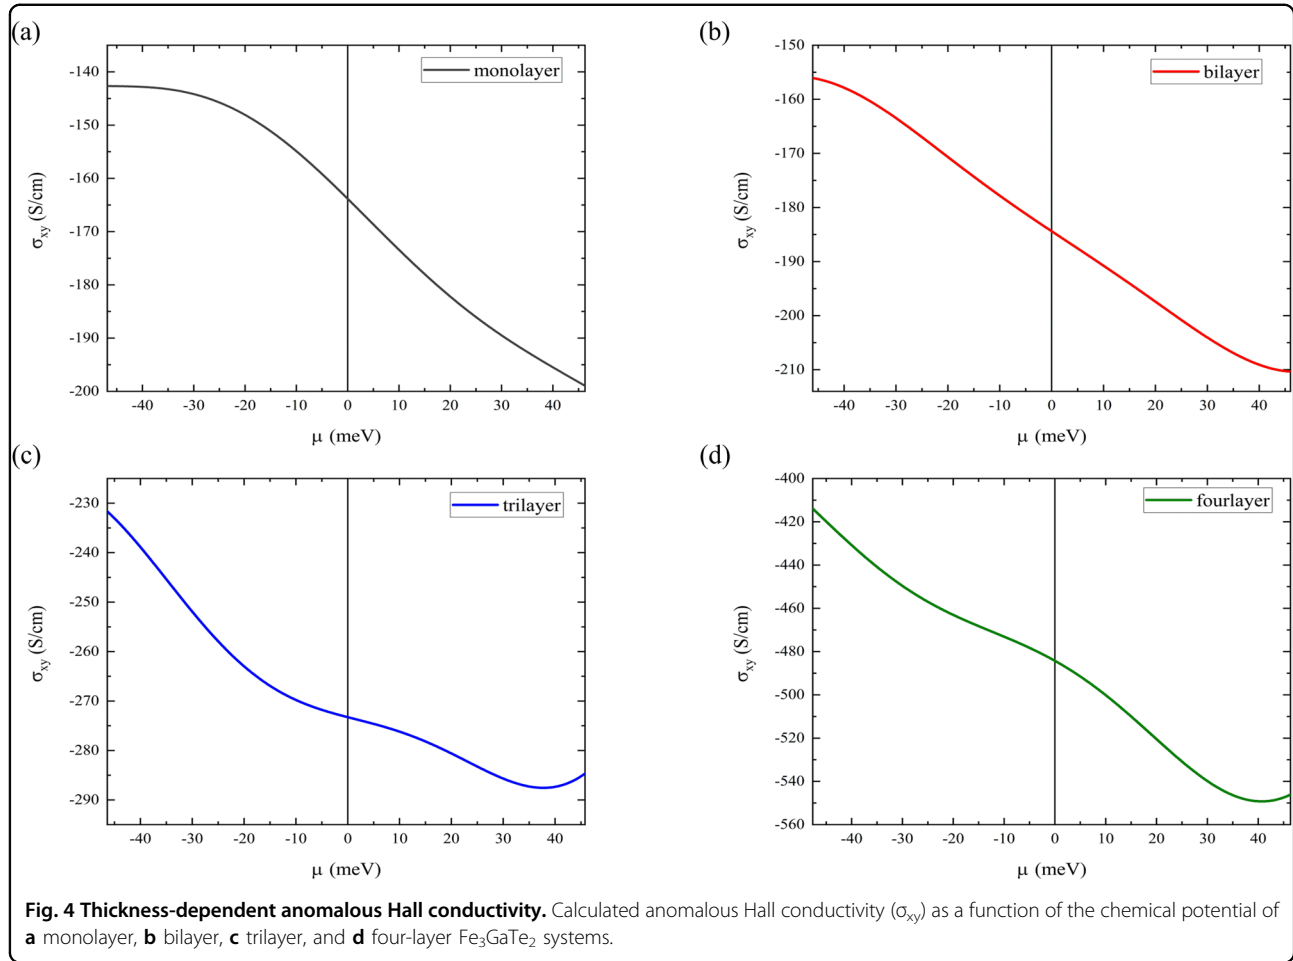 (a)
monolayer
-140
-150
-160
-170
-180
-190
-200
σxy (S/cm)
-40 -30 -20 -10 0 10 20 30 40
μ (meV)
(b)
bilayer
-150
-160
-170
-180
-190
-200
-210
σxy (S/cm)
-40 -30 -20 -10 0 10 20 30 40
μ (meV)
(c)
trilayer
-230
-240
-250
-260
-270
-280
-290
σxy (S/cm)
-40 -30 -20 -10 0 10 20 30 40
μ (meV)
(d)
fourlayer
-400
-420
-440
-460
-480
-500
-520
-540
-560
σxy (S/cm)
-40 -30 -20 -10 0 10 20 30 40
μ (meV)
Fig. 4 Thickness-dependent anomalous Hall conductivity. Calculated anomalous Hall conductivity (σxy) as a function of the chemical potential of
a monolayer, b bilayer, c trilayer, and d four-layer Fe₃GaTe₂ systems.